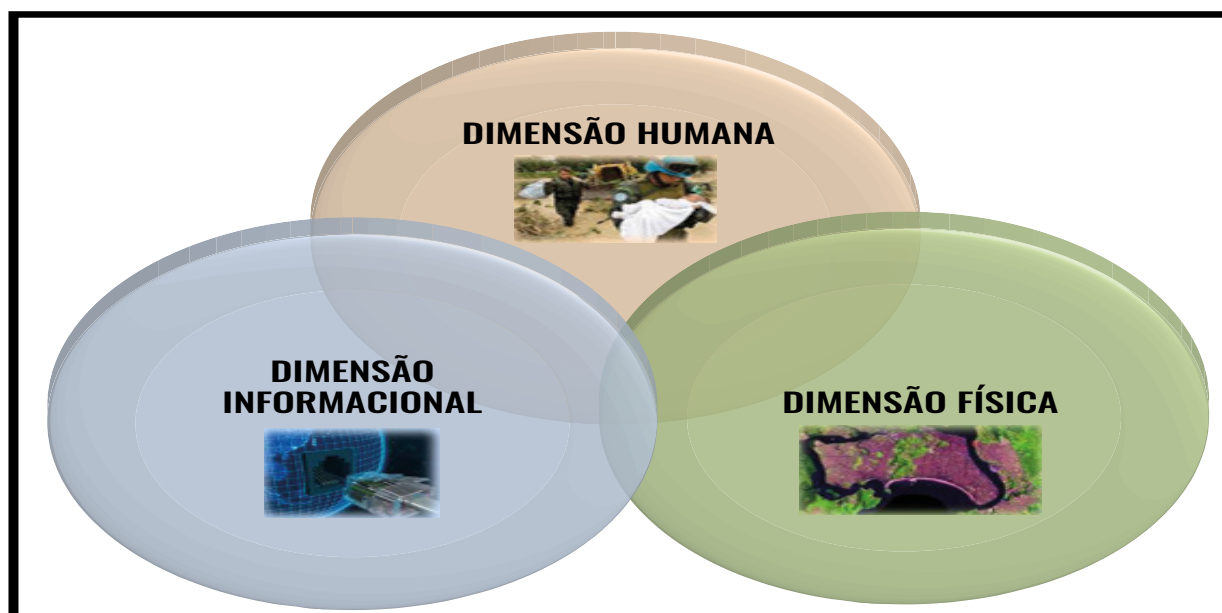 DIMENSÃO HUMANA
DIMENSÃO
INFORMACIONAL
DIMENSÃO FÍSICA